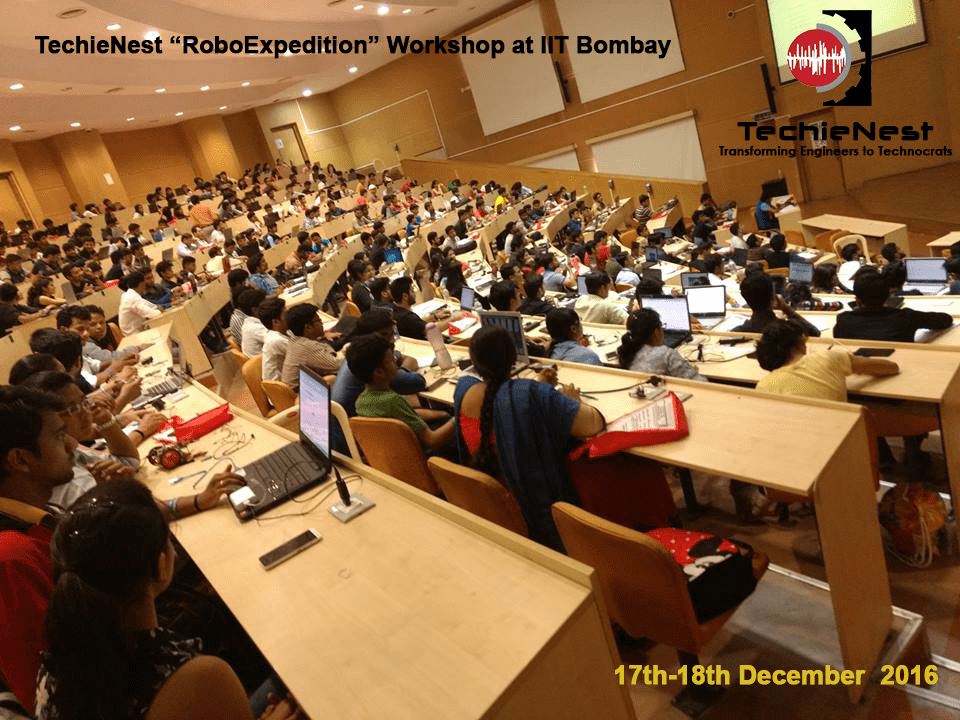 TechieNest “RoboExpedition” Workshop at IIT Bombay
TechieNest
Transforming Engineers to Technocrats
17th-18th December 2016